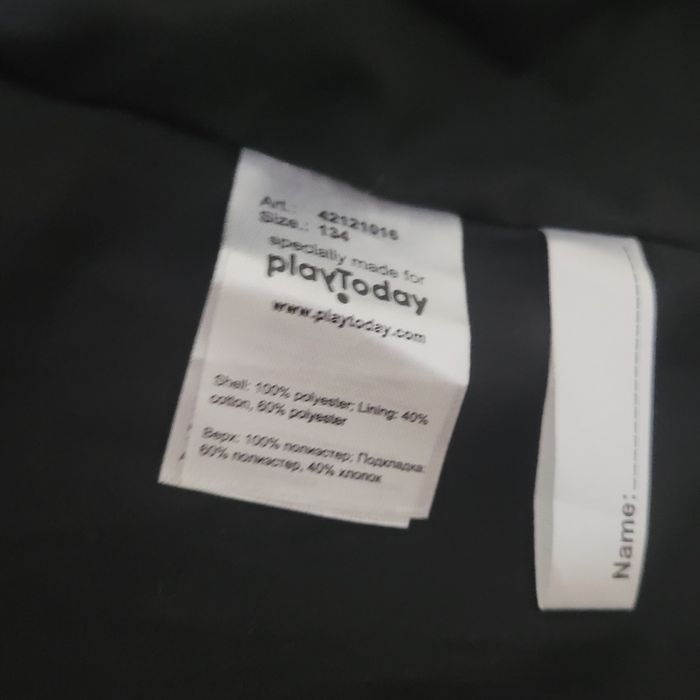 Art.: 42121016
Size.: 134
specially made for
playToday
www.playtoday.com
Shell: 100% polyester; Lining: 40%
cotton, 60% polyester
Верх: 100% полиэстер; Подкладка:
60% полиэстер, 40% хлопок
Name: